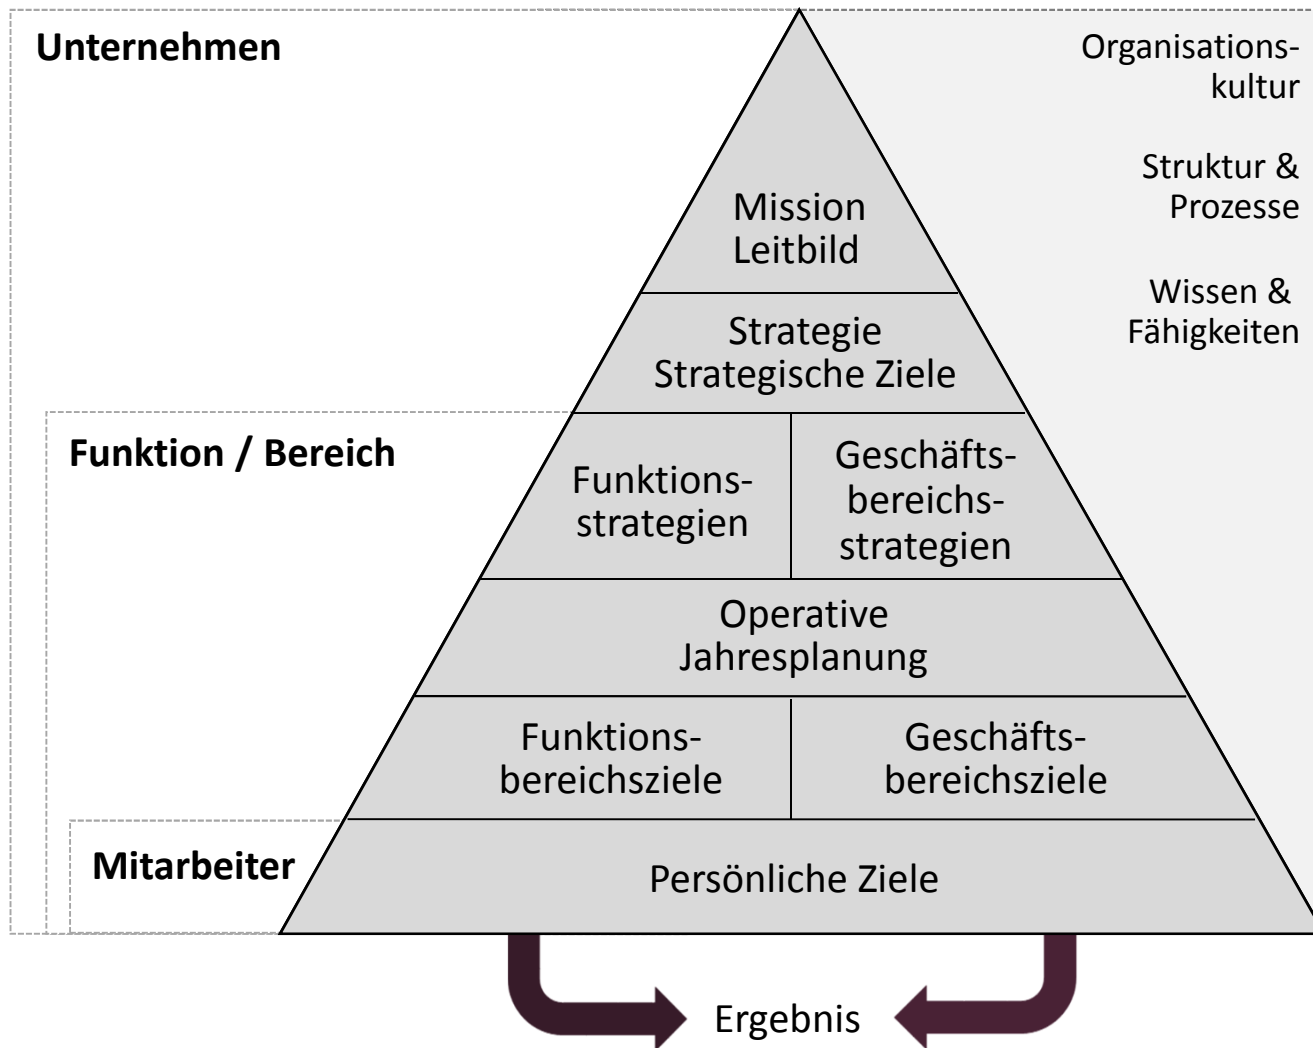 Unternehmen
Organisations-
kultur
Struktur &
Prozesse
Wissen &
Fähigkeiten
Mission
Leitbild
Strategie
Strategische Ziele
Funktion / Bereich
Funktions-
strategien
Geschäfts-
bereichs-
strategien
Operative
Jahresplanung
Funktions-
bereichsziele
Geschäfts-
bereichsziele
Mitarbeiter
Persönliche Ziele
Ergebnis